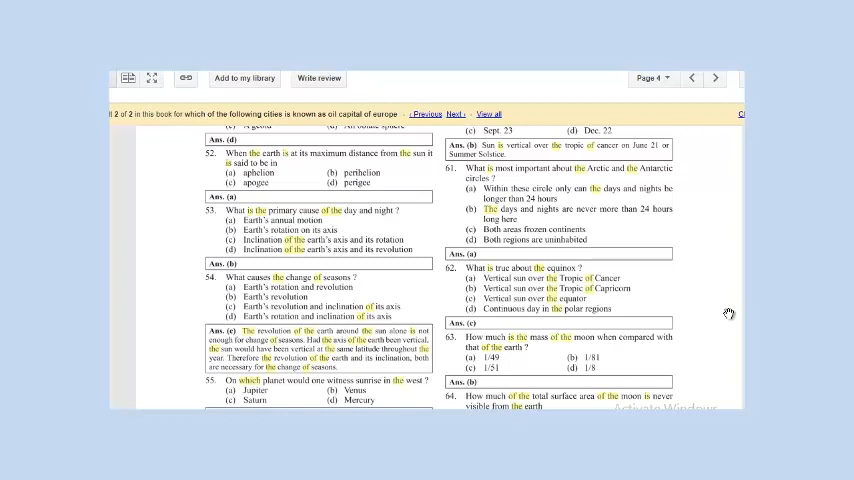 Add to my library
Write review
Page 4
lt 2 of 2 in this book for which of the following cities is known as oil capital of europe
‹ Previous Next › View all
Ans. (d)
52. When the earth is at its maximum distance from the sun it
is said to be in
(a) aphelion (b) perihelion
(c) apogee (d) perigee
Ans. (a)
53. What is the primary cause of the day and night ?
(a) Earth's annual motion
(b) Earth's rotation on its axis
(c) Inclination of the earth's axis and its rotation
(d) Inclination of the earth's axis and its revolution
Ans. (b)
54. What causes the change of seasons ?
(a) Earth's rotation and revolution
(b) Earth's revolution
(c) Earth's revolution and inclination of its axis
(d) Earth's rotation and inclination of its axis
Ans. (c) The revolution of the earth around the sun alone is not
enough for change of seasons. Had the axis of the earth been vertical,
the sun would have been vertical at the same latitude throughout the
year. Therefore the revolution of the earth and its inclination, both
are necessary for the change of seasons.
55. On which planet would one witness sunrise in the west ?
(a) Jupiter (b) Venus
(c) Saturn (d) Mercury
(c) Sept. 23 (d) Dec. 22
Ans. (b) Sun is vertical over the tropic of cancer on June 21 or
Summer Solstice.
61. What is most important about the Arctic and the Antarctic
circles ?
(a) Within these circle only can the days and nights be
longer than 24 hours
(b) The days and nights are never more than 24 hours
long here
(c) Both areas frozen continents
(d) Both regions are uninhabited
Ans. (a)
62. What is true about the equinox ?
(a) Vertical sun over the Tropic of Cancer
(b) Vertical sun over the Tropic of Capricorn
(c) Vertical sun over the equator
(d) Continuous day in the polar regions
Ans. (c)
63. How much is the mass of the moon when compared with
that of the earth ?
(a) 1/49 (b) 1/81
(c) 1/51 (d) 1/8
Ans. (b)
64. How much of the total surface area of the moon is never
visible from the earth
Activate Windows